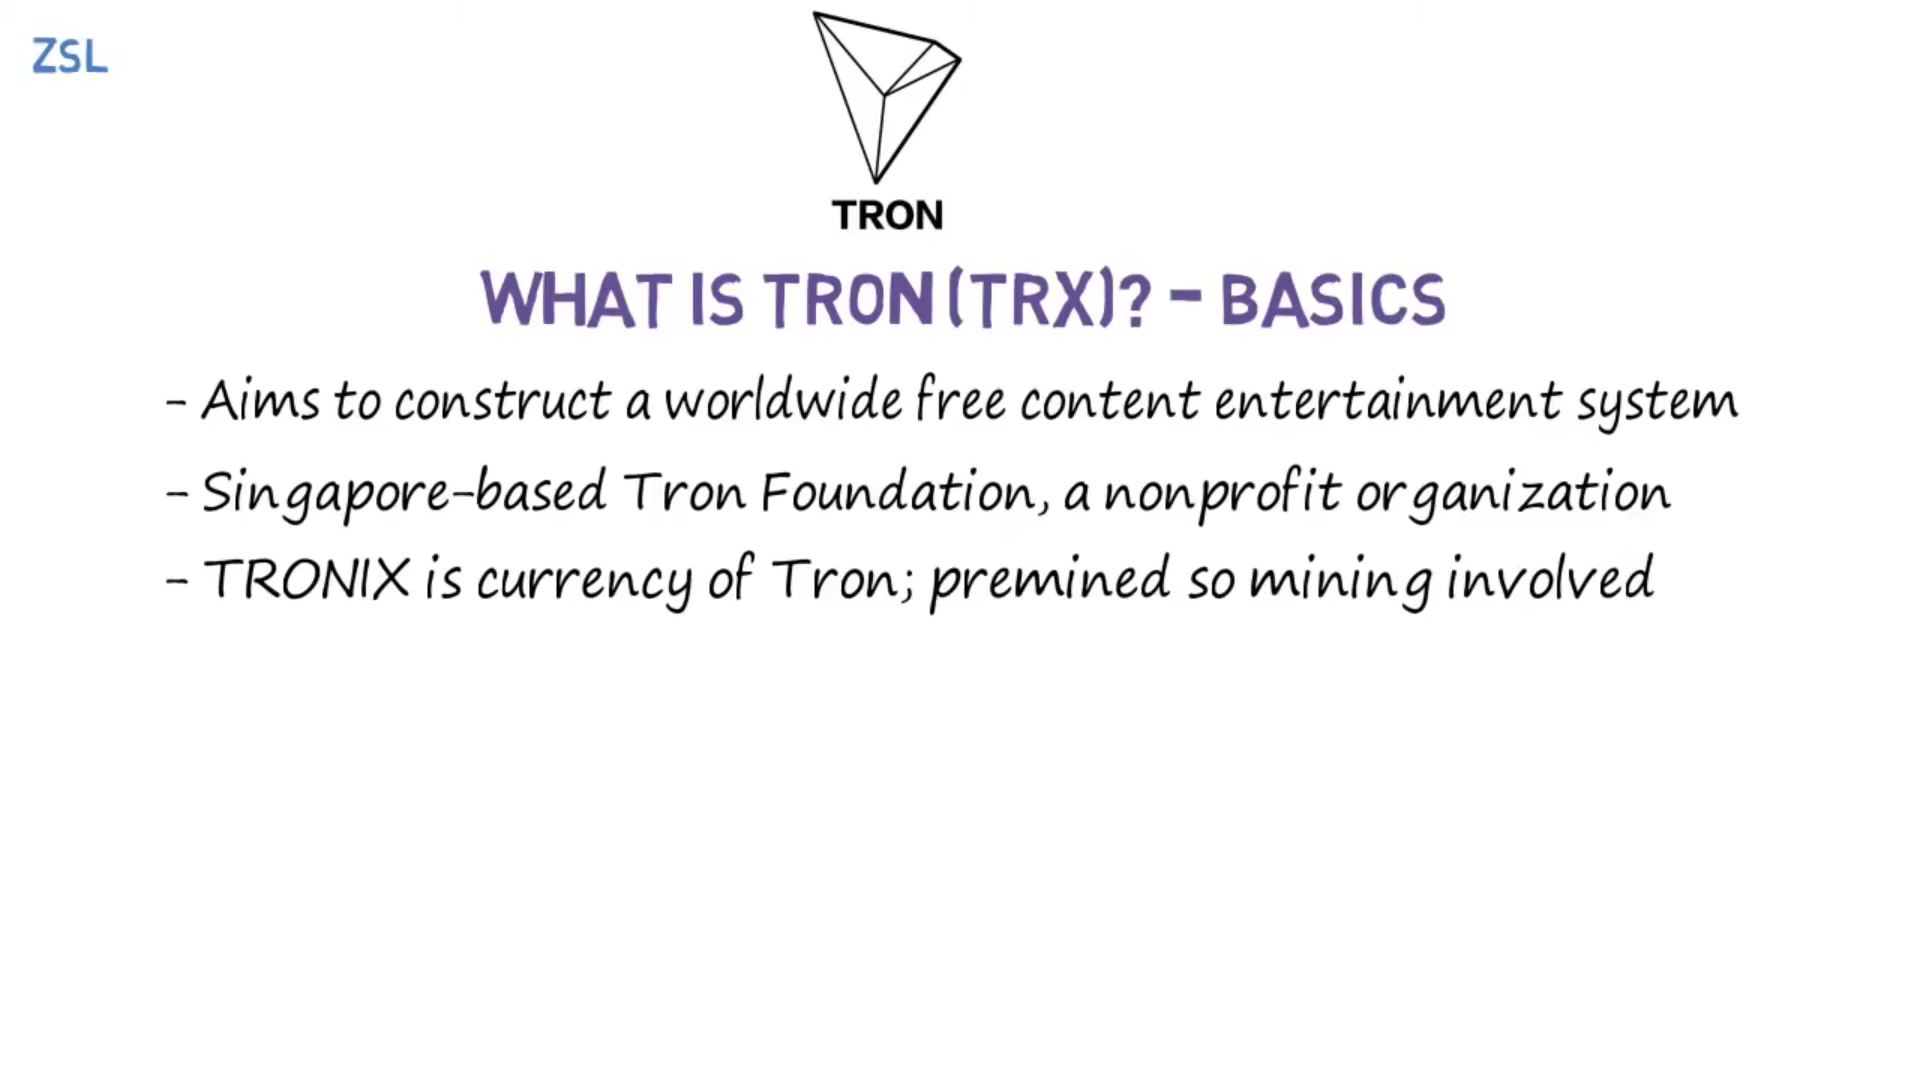 ZSL
TRON
WHAT IS TRON (TRX)? - BASICS
- Aims to construct a worldwide free content entertainment system
- Singapore-based Tron Foundation, a nonprofit organization
- TRONIX is currency of Tron; premined so mining involved